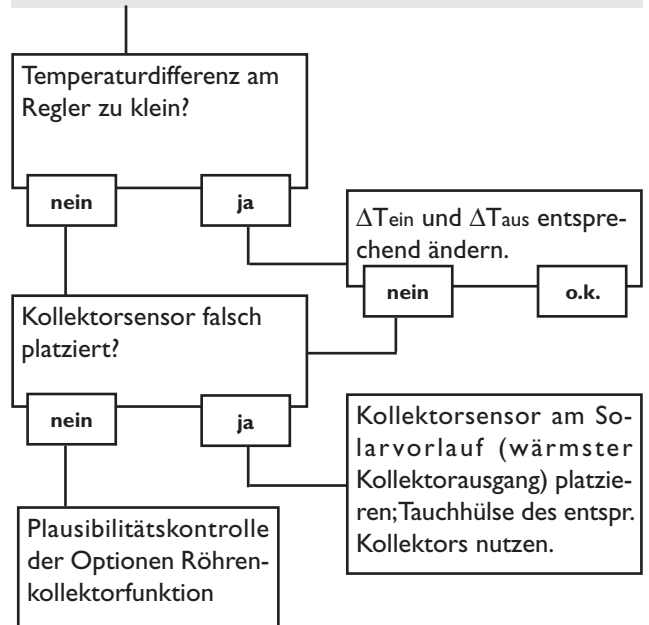 Temperaturdifferenz am
Regler zu klein?
nein
ja
ΔTein und ΔTaus entspre-
chend ändern.
nein
o.k.
Kollektorsensor falsch
platziert?
nein
ja
Kollektorsensor am So-
larvorlauf (wärmster
Kollektorausgang) platzie-
ren;Tauchhülse des entspr.
Kollektors nutzen.
Plausibilitätskontrolle
der Optionen Röhren-
kollektorfunktion